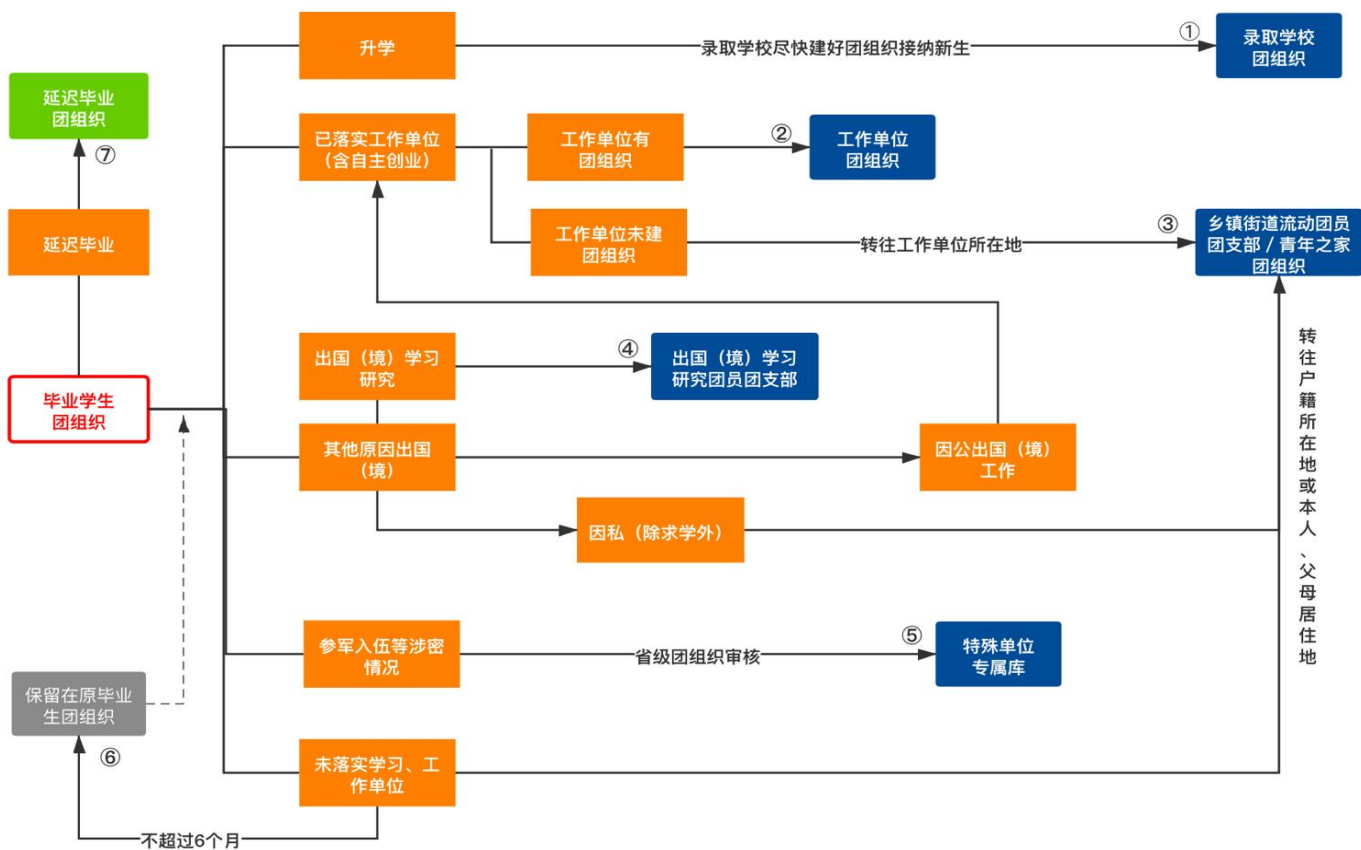 升学
录取学校尽快建好团组织接纳新生
①
录取学校
团组织
延迟毕业
团组织
⑦
已落实工作单位
（含自主创业）
工作单位有
团组织
②
工作单位
团组织
延迟毕业
工作单位未建
团组织
转往工作单位所在地
③
乡镇街道流动团员
团支部 / 青年之家
团组织
出国（境）学习
研究
④
出国（境）学习
研究团员团支部
转往户籍所在地或本人、父母居住地
毕业学生
团组织
其他原因出国
（境）
因公出国（境）
工作
因私（除求学外）
参军入伍等涉密
情况
省级团组织审核
⑤
特殊单位
专属库
保留在原毕业
生团组织
⑥
未落实学习、工
作单位
不超过6个月